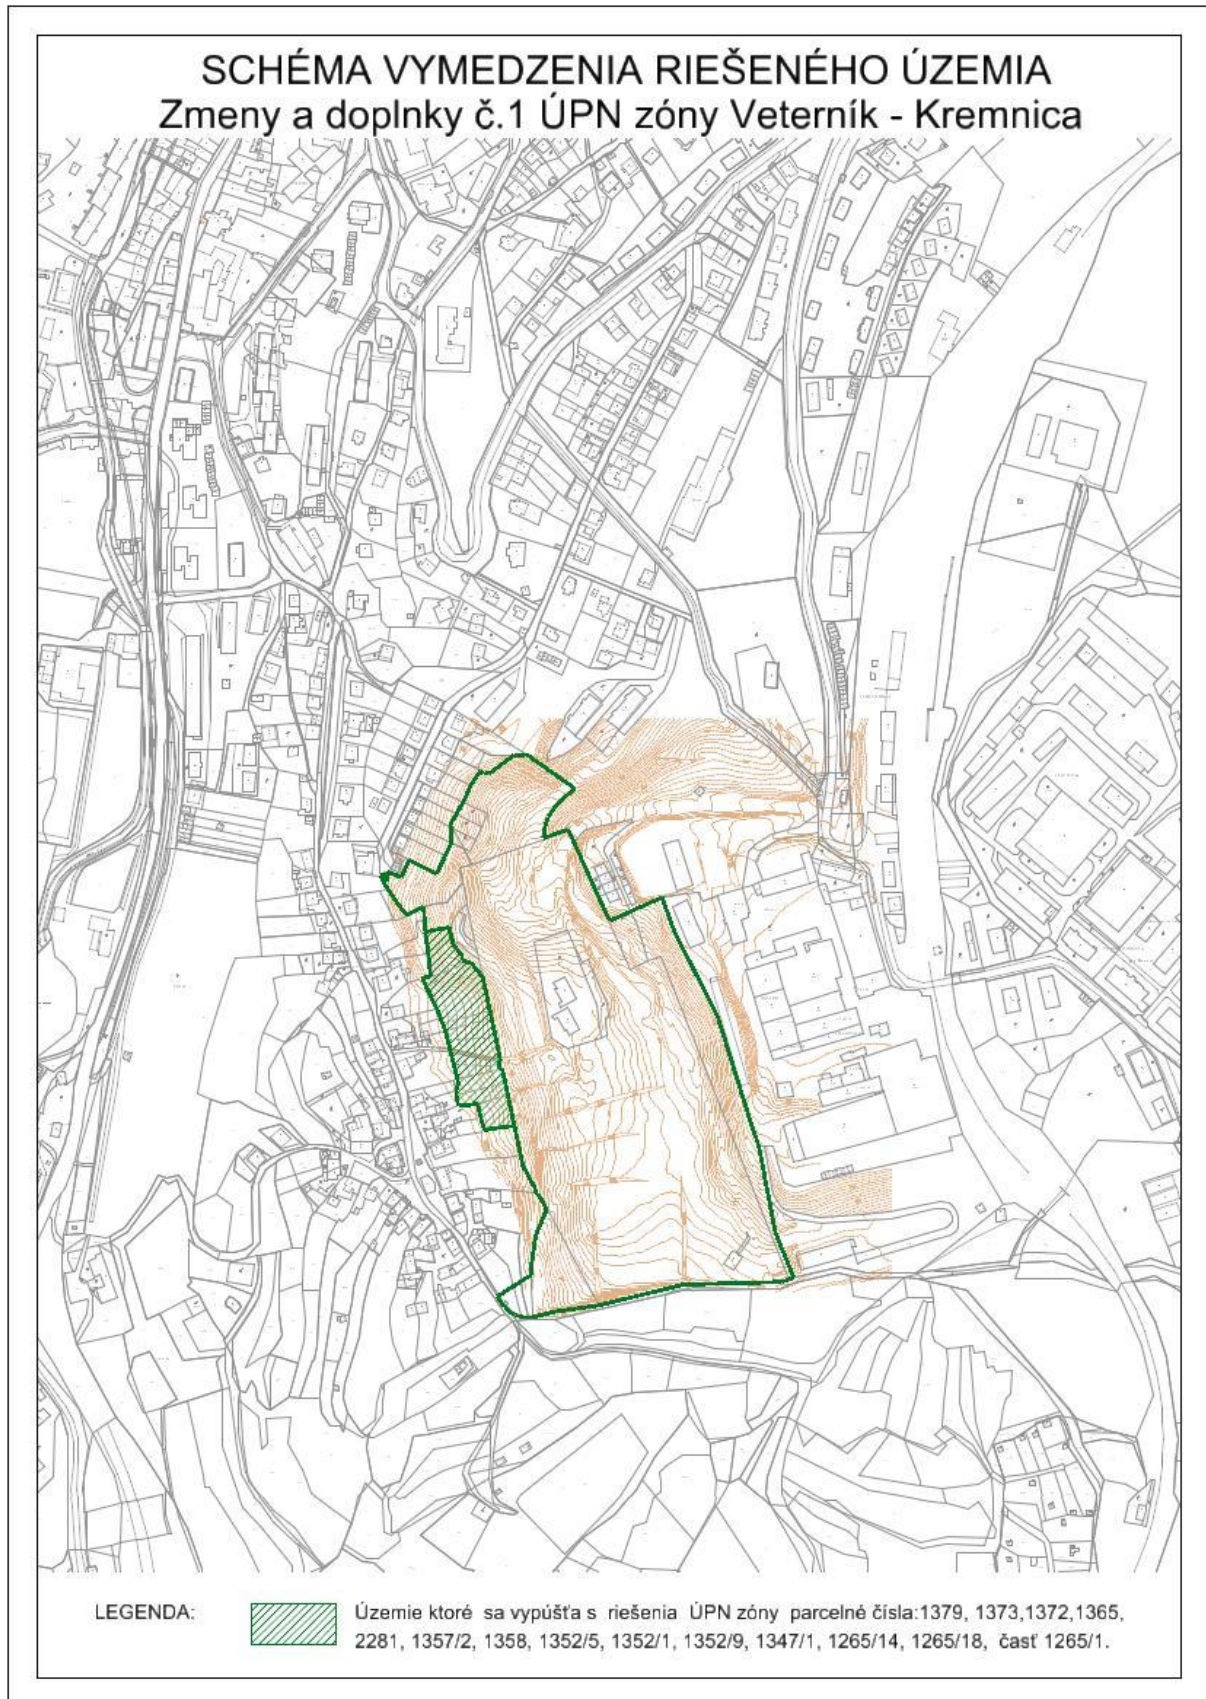 SCHÉMA VYMEDZENIA RIEŠENÉHO ÚZEMIA
Zmeny a doplnky č.1 ÚPN zóny Veterník - Kremnica
LEGENDA:
Územie ktoré sa vypúšťa s riešenia ÚPN zóny parcelné čísla:1379, 1373,1372,1365,
2281, 1357/2, 1358, 1352/5, 1352/1, 1352/9, 1347/1, 1265/14, 1265/18, časť 1265/1.